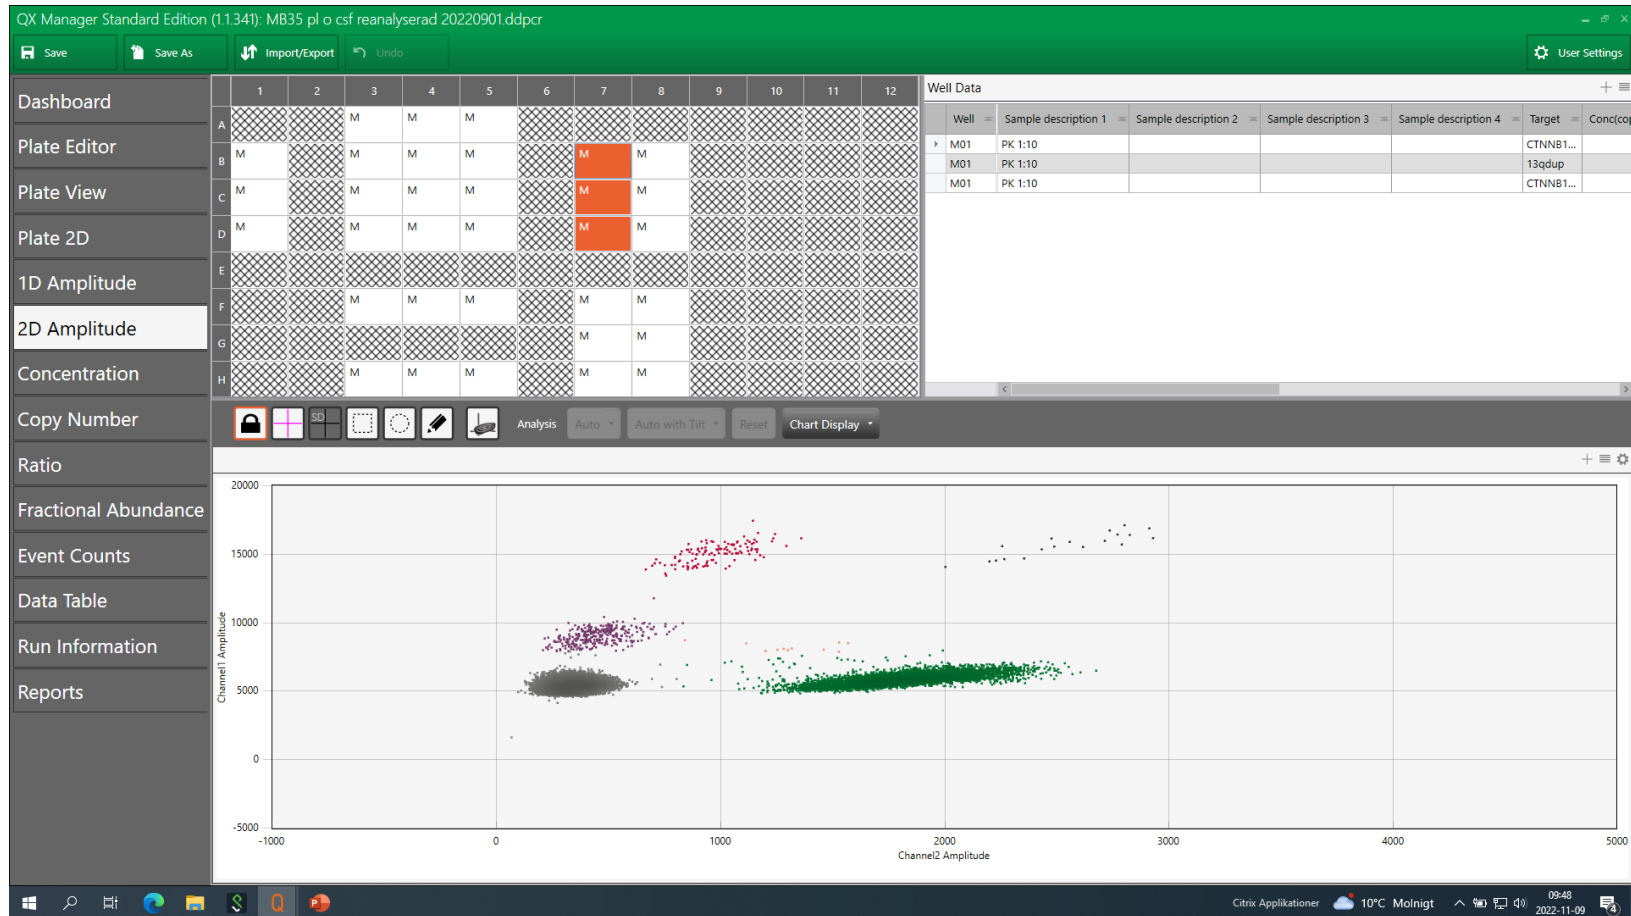 QX Manager Standard Edition (1.1.341): MB35 pl o csf reanalyserad 20220901.ddpcr
Save
Save As
Import/Export
Undo
User Settings
Dashboard
Plate Editor
Plate View
Plate 2D
1D Amplitude
2D Amplitude
Concentration
Copy Number
Ratio
Fractional Abundance
Event Counts
Data Table
Run Information
Reports
1 2 3 4 5 6 7 8 9 10 11 12
A M M M
B M M M M M M
C M M M M M M
D M M M M M M
E
F M M M M M
G M M
H M M M M M
Well Data
Well Sample description 1 Sample description 2 Sample description 3 Sample description 4 Target Conc(cop
M01 PK 1:10 CTNNB1...
M01 PK 1:10 13qdup
M01 PK 1:10 CTNNB1...
SD
Analysis
Auto
Auto with Tilt
Reset
Chart Display
Channel1 Amplitude
20000
15000
10000
5000
0
-5000
-1000 0 1000 2000 3000 4000 5000
Channel2 Amplitude
Citrix Applikationer
10°C Molnigt
09:48
2022-11-09
4